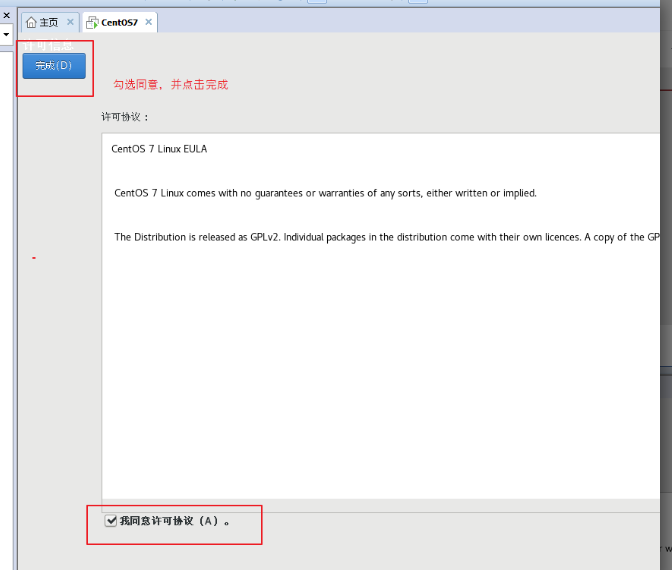 主页
CentOS7
许可信息
完成(D)
勾选同意，并点击完成
许可协议：
CentOS 7 Linux EULA
CentOS 7 Linux comes with no guarantees or warranties of any sorts, either written or implied.
The Distribution is released as GPLv2. Individual packages in the distribution come with their own licences. A copy of the GP
我同意许可协议（A）。